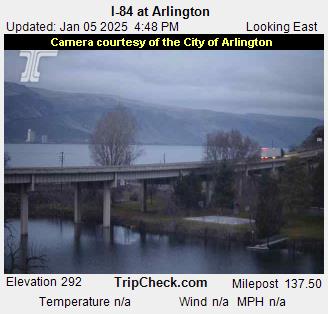 I-84 at Arlington
Updated: Jan 05 2025 4:48 PM Looking East
Camera courtesy of the City of Arlington
Elevation 292 TripCheck.com Milepost 137.50
Temperature n/a Wind n/a MPH n/a